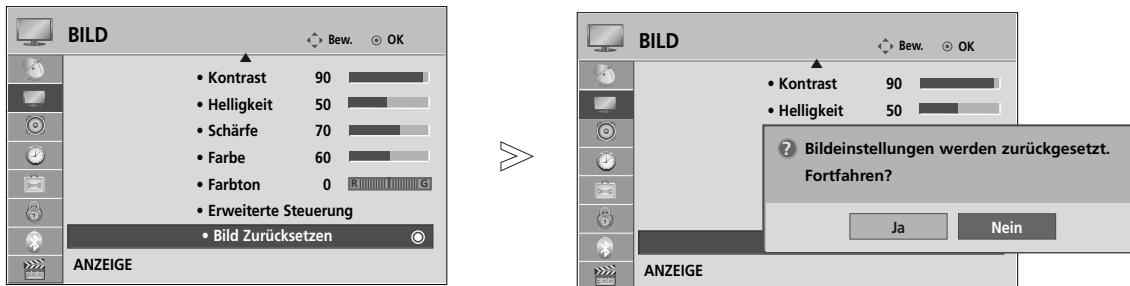 BILD
Bew. OK
• Kontrast 90
• Helligkeit 50
• Schärfe 70
• Farbe 60
• Farbton 0 R G
• Erweiterte Steuerung
• Bild Zurücksetzen
ANZEIGE
BILD
Bew. OK
• Kontrast 90
• Helligkeit 50
? Bildeinstellungen werden zurückgesetzt.
Fortfahren?
Ja Nein
ANZEIGE